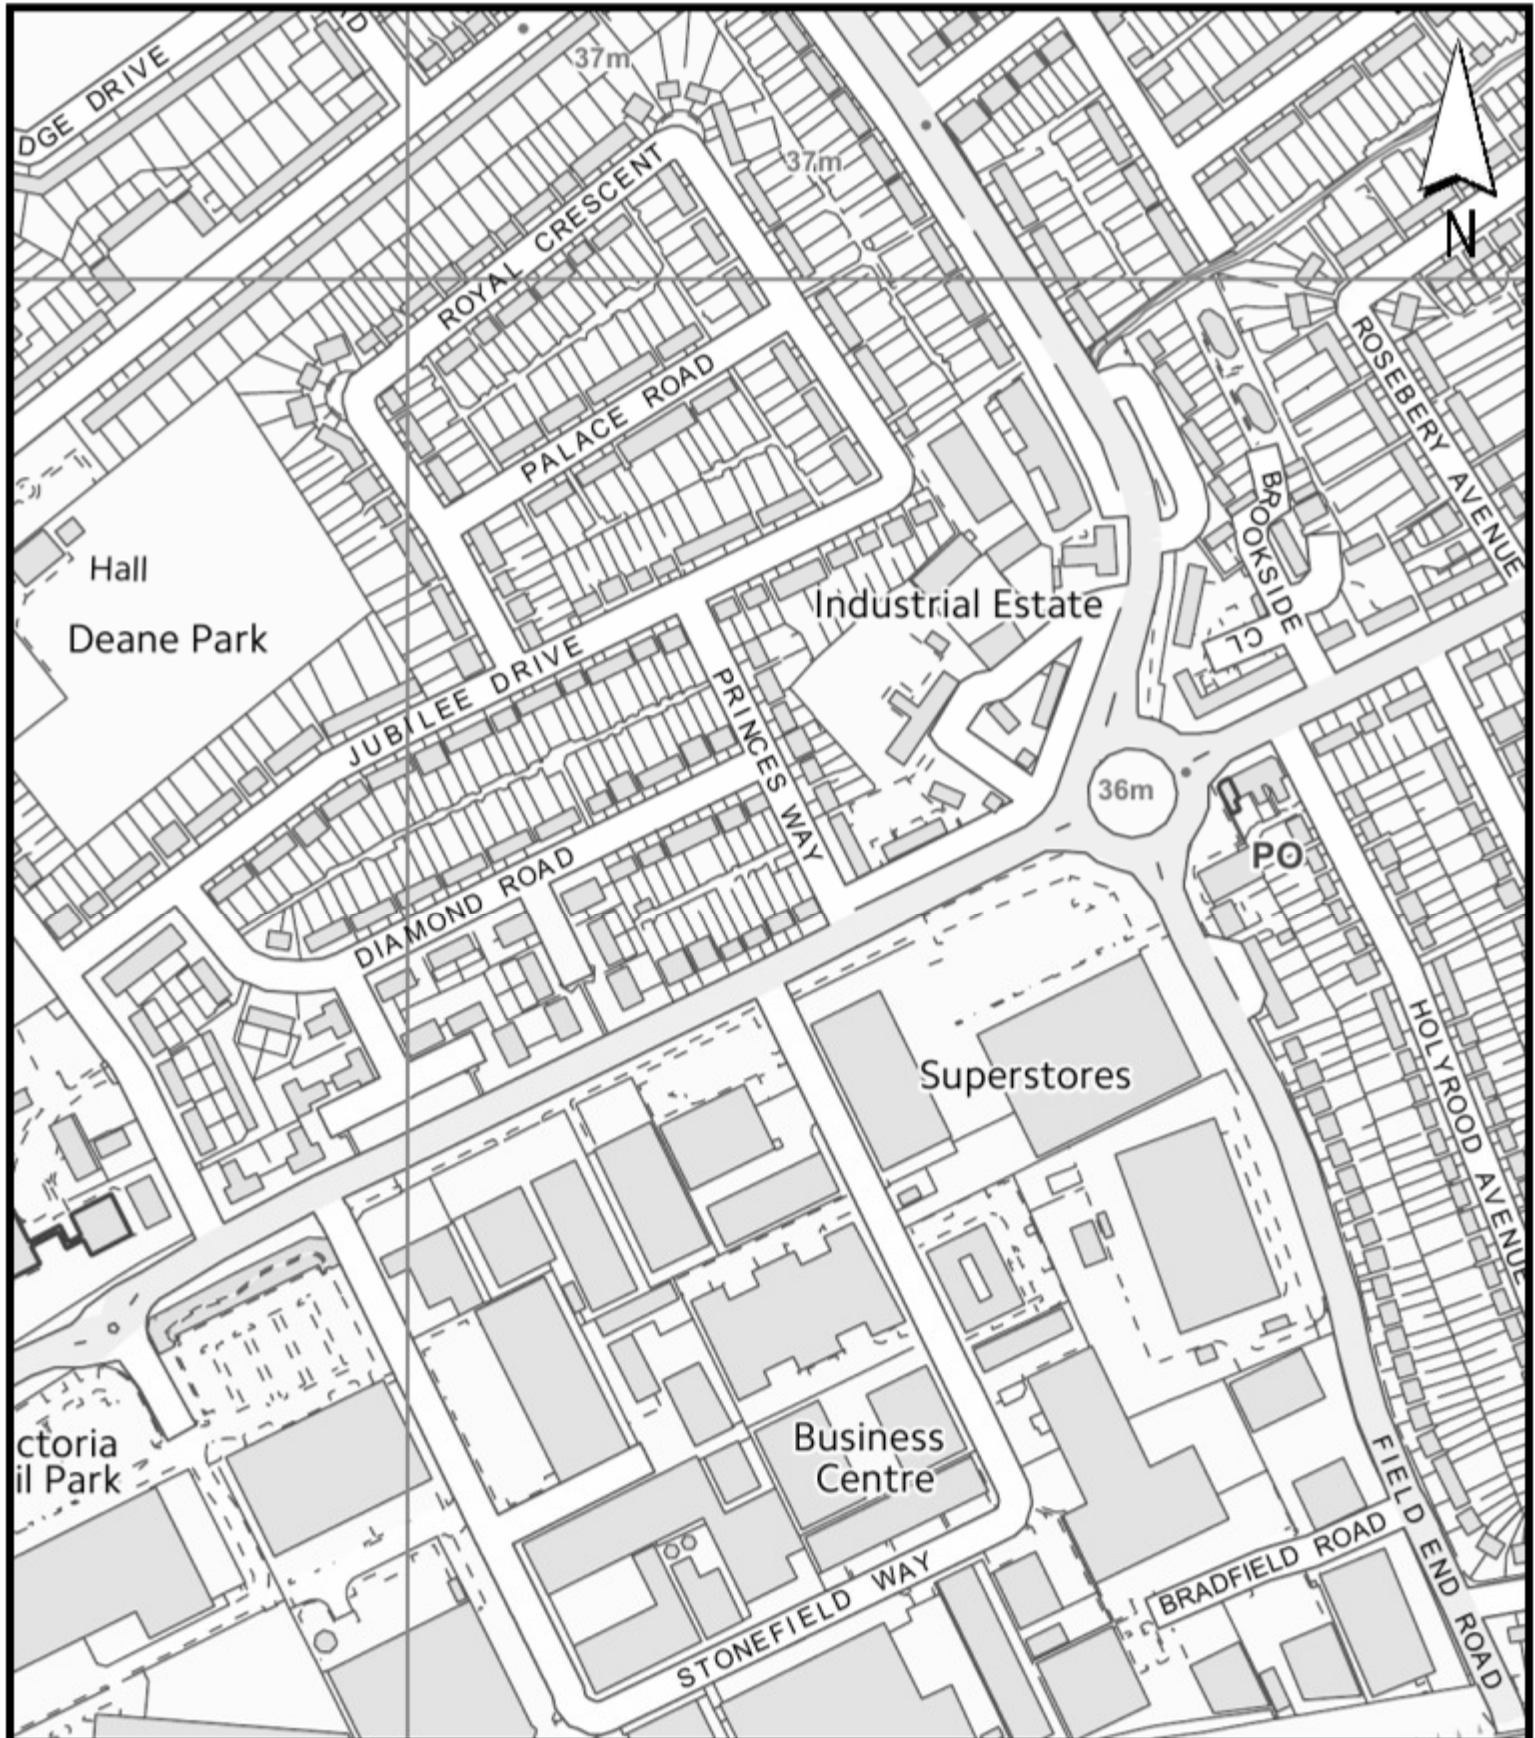 DGE DRIVE
RD
37m
37m
N
ROYAL CRESCENT
PALACE ROAD
ROSEBERY AVENUE
Hall
Deane Park
Industrial Estate
BROOKSIDE
CL
JUBILEE DRIVE
PRINCES WAY
36m
PO
DIAMOND ROAD
Superstores
HOLYROOD AVENUE
ctoria
il Park
Business
Centre
FIELD END ROAD
BRADFIELD ROAD
STONEFIELD WAY